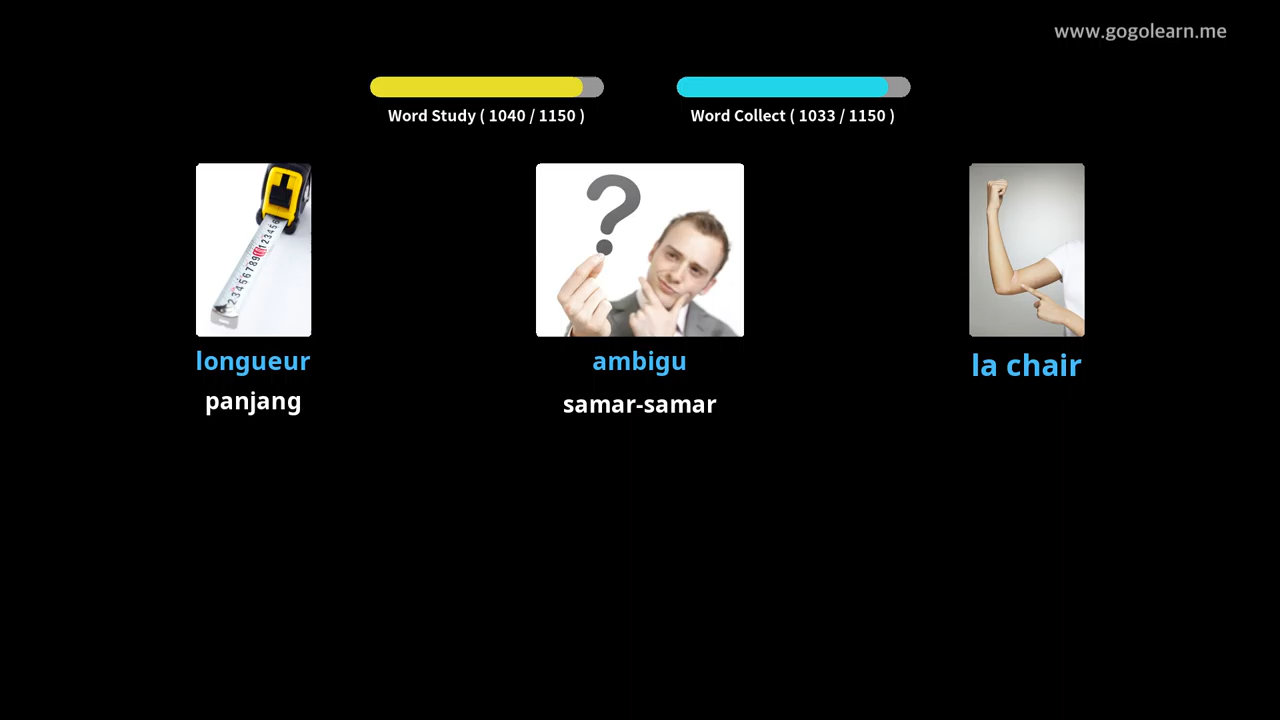 www.gogolearn.me
Word Study ( 1040 / 1150 )
Word Collect ( 1033 / 1150 )
longueur
panjang
ambigu
samar-samar
la chair